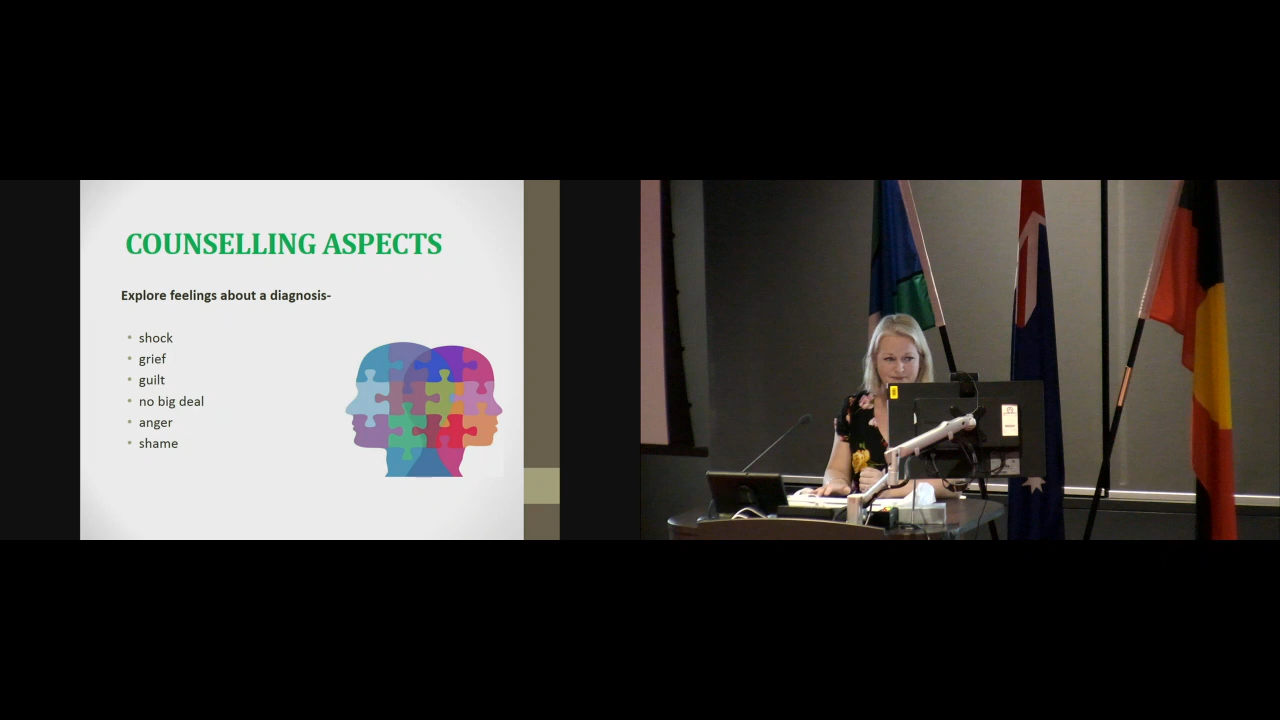 COUNSELLING ASPECTS
Explore feelings about a diagnosis-
• shock
• grief
• guilt
• no big deal
• anger
• shame